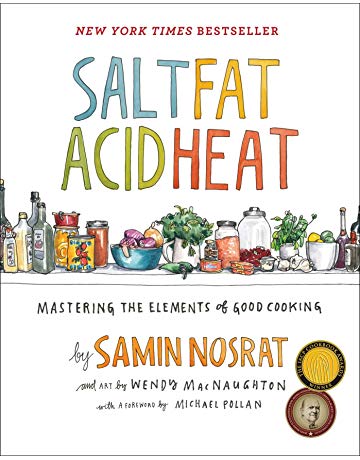 NEW YORK TIMES BESTSELLER
SALT FAT
ACID HEAT
MASTERING THE ELEMENTS of GOOD COOKING
by SAMIN NOSRAT
and ART by WENDY MACNAUGHTON
with A FOREWORD by MICHAEL POLLAN
WINNER